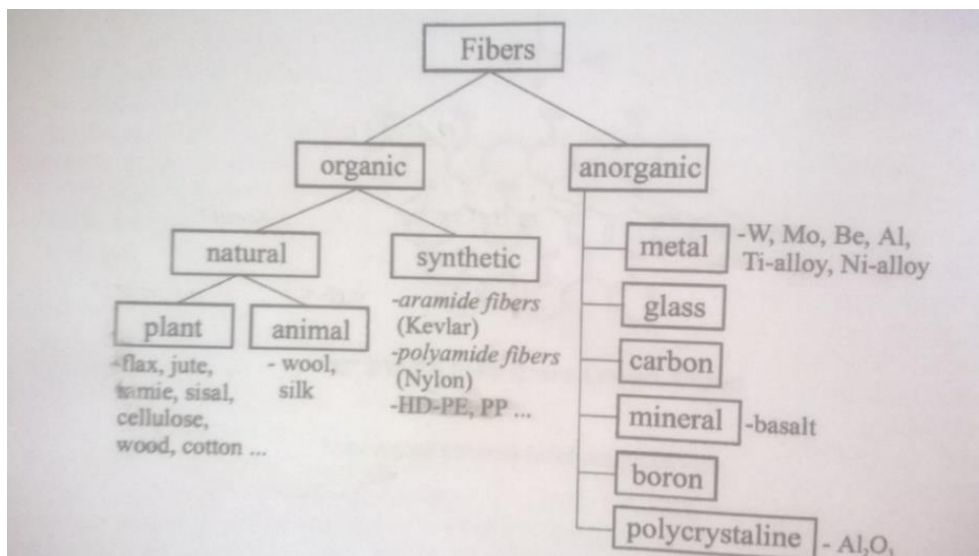 Fibers
organic
anorganic
natural
synthetic
plant
animal
-flax, jute,
ramie, sisal,
cellulose,
wood, cotton ...
- wool,
silk
-aramide fibers
(Kevlar)
-polyamide fibers
(Nylon)
-HD-PE, PP ...
metal
-W, Mo, Be, Al,
Ti-alloy, Ni-alloy
glass
carbon
mineral
-basalt
boron
polycrystaline
- Al₂O₃